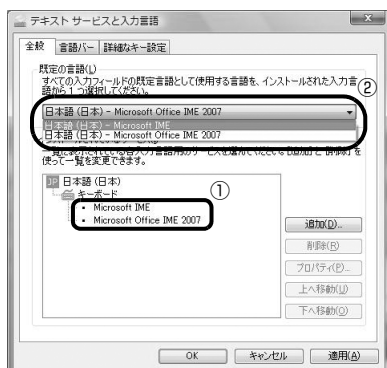 テキスト サービスと入力言語
全般 言語バー 詳細なキー設定
既定の言語(L)
すべての入力フィールドの既定言語として使用する言語を、インストールされた入力言
語から 1 つ選択してください。
②
日本語 (日本) - Microsoft Office IME 2007
日本語 (日本) - Microsoft IME
日本語 (日本) - Microsoft Office IME 2007
使って一覧を変更できます。
JP 日本語 (日本)
キーボード
①
• Microsoft IME
• Microsoft Office IME 2007
追加(D)...
削除(R)
プロパティ(P)...
上へ移動(U)
下へ移動(O)
OK キャンセル 適用(A)